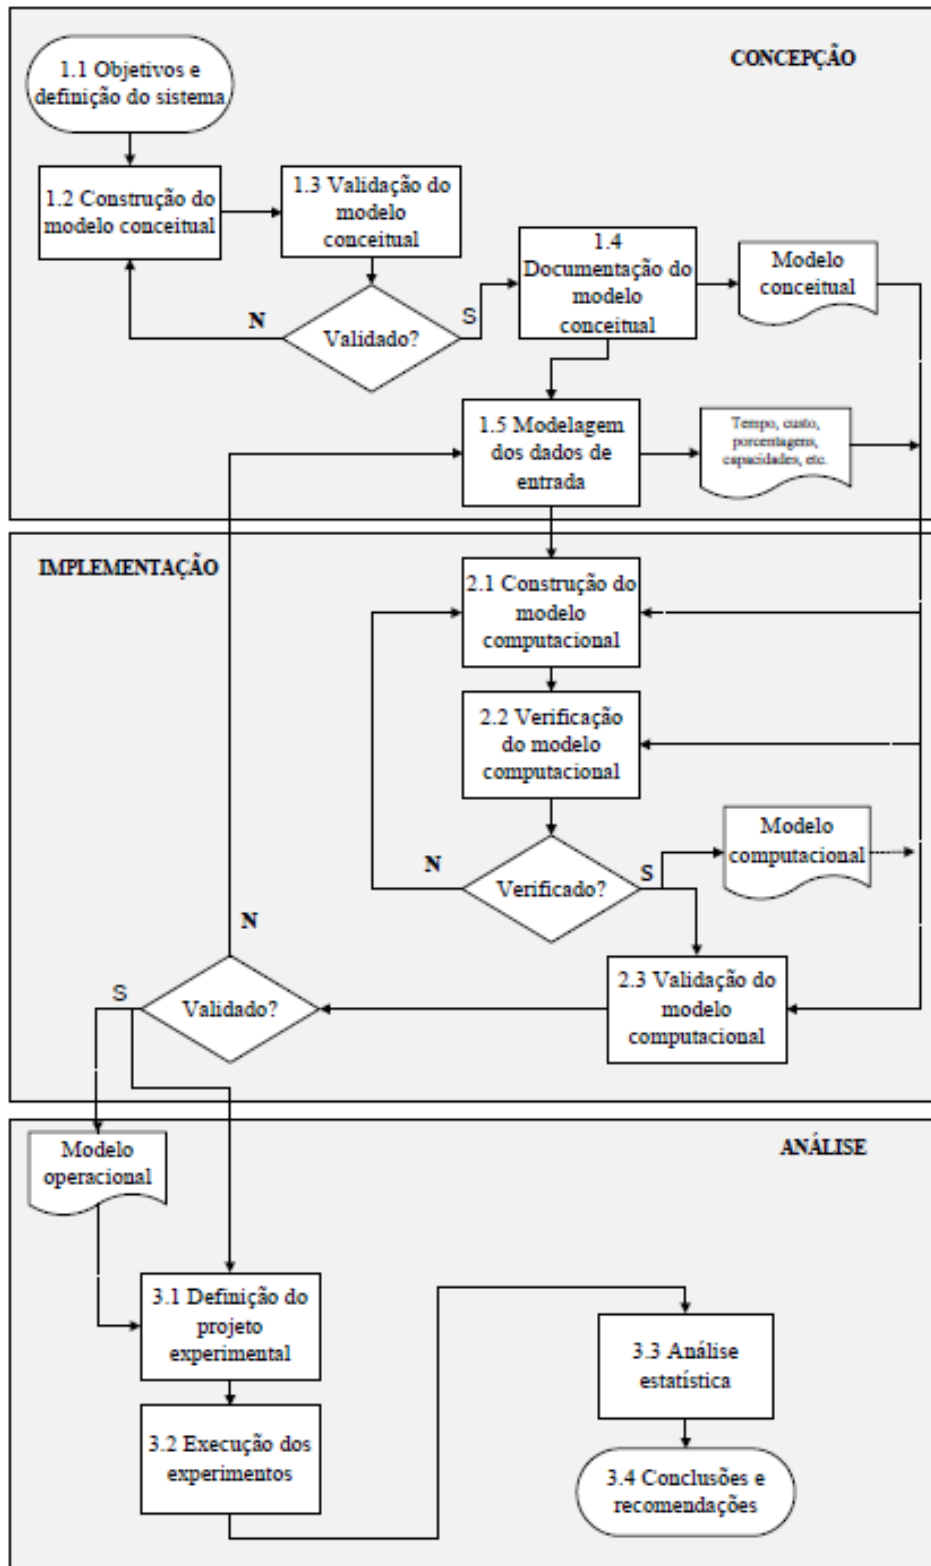 CONCEPÇÃO
1.1 Objetivos e
definição do sistema
1.2 Construção do
modelo conceitual
1.3 Validação do
modelo
conceitual
Validado?
N
S
1.4
Documentação do
modelo
conceitual
Modelo
conceitual
1.5 Modelagem
dos dados de
entrada
Tempo, custo,
porcentagens,
capacidades, etc.
IMPLEMENTAÇÃO
2.1 Construção do
modelo
computacional
2.2 Verificação
do modelo
computacional
Verificado?
N
S
Modelo
computacional
2.3 Validação do
modelo
computacional
Validado?
N
S
ANÁLISE
Modelo
operacional
3.1 Definição do
projeto
experimental
3.2 Execução dos
experimentos
3.3 Análise
estatística
3.4 Conclusões e
recomendações